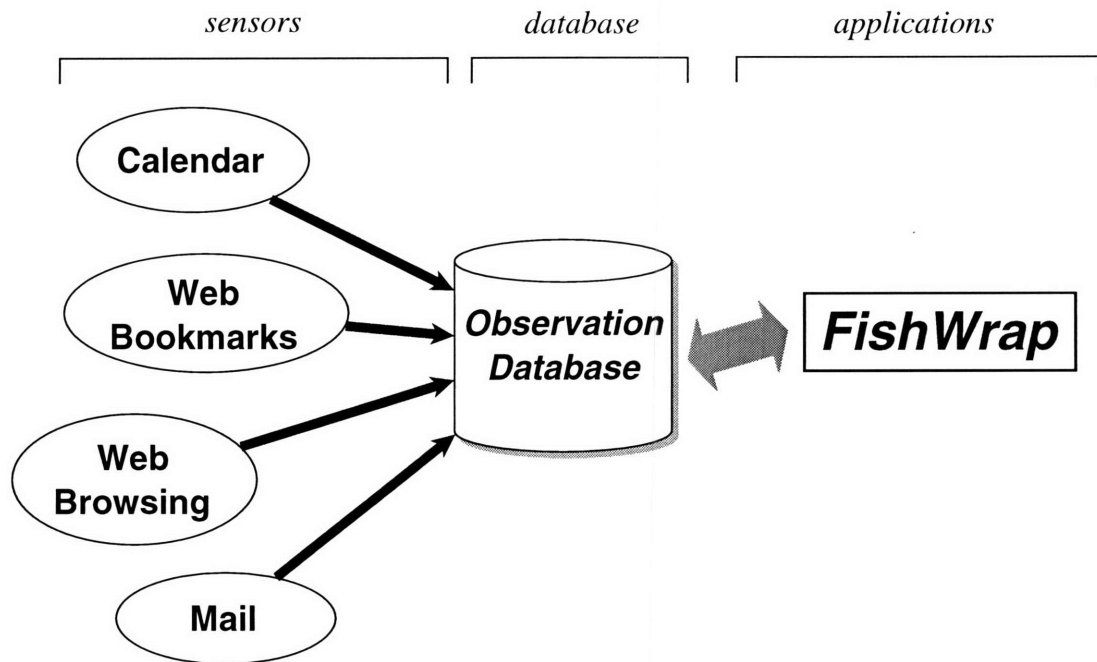 sensors
database
applications
Calendar
Web
Bookmarks
Observation
Database
FishWrap
Web
Browsing
Mail